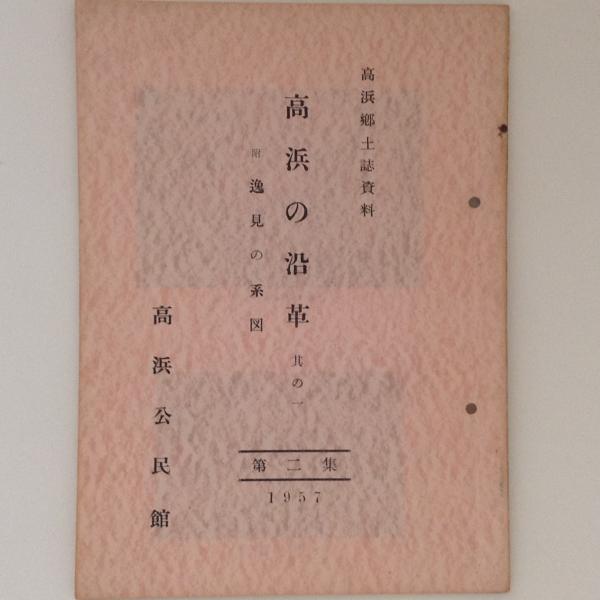 高浜郷土誌資料
高浜の沿革 其の一
附 逸見の系図
高浜公民館
第二集
1957